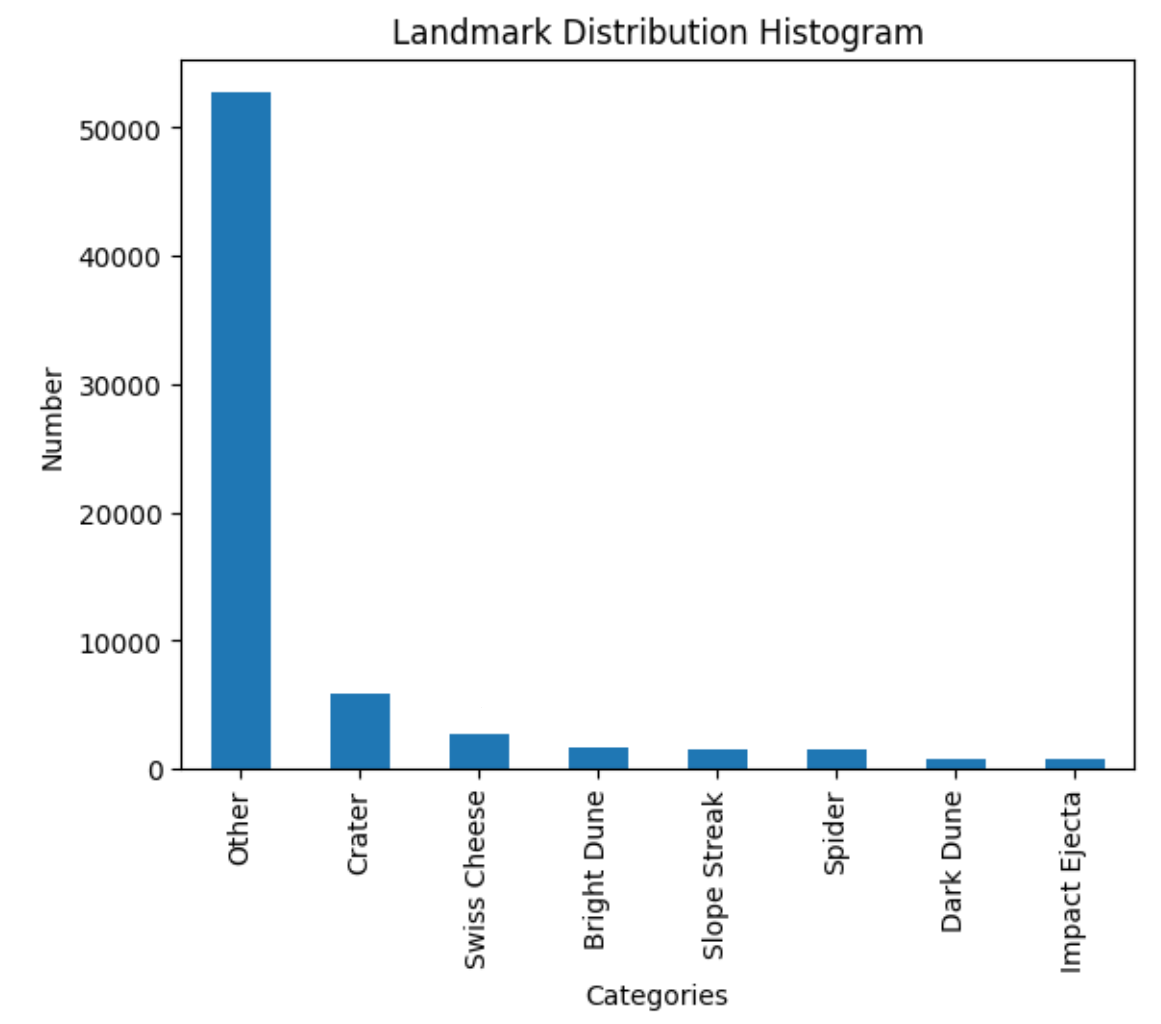 Landmark Distribution Histogram
50000
40000
30000
20000
10000
0
Number
Other
Crater
Swiss Cheese
Bright Dune
Slope Streak
Spider
Dark Dune
Impact Ejecta
Categories